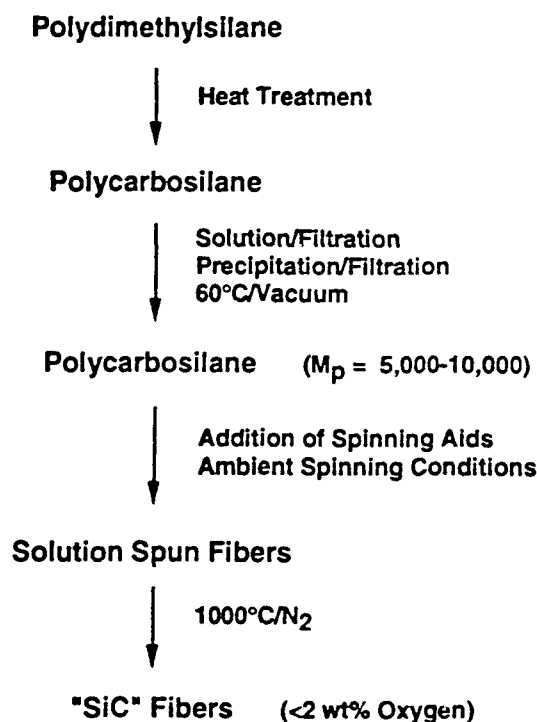 Polydimethylsilane
Heat Treatment
Polycarbosilane
Solution/Filtration
Precipitation/Filtration
60°C/Vacuum
Polycarbosilane (Mp = 5,000-10,000)
Addition of Spinning Aids
Ambient Spinning Conditions
Solution Spun Fibers
1000°C/N2
"SiC" Fibers (<2 wt% Oxygen)